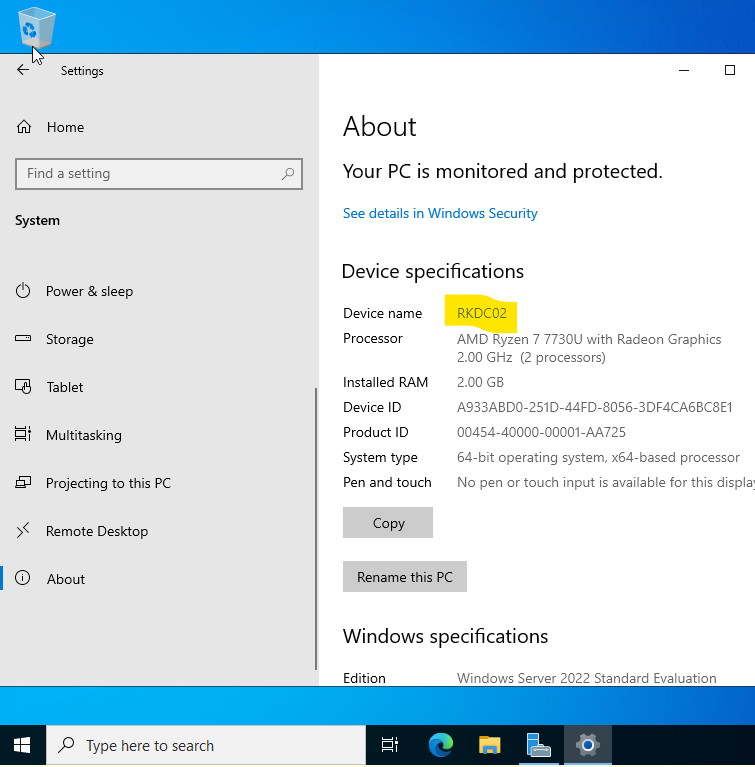 Settings
Home
Find a setting
System
Power & sleep
Storage
Tablet
Multitasking
Projecting to this PC
Remote Desktop
About
About
Your PC is monitored and protected.
See details in Windows Security
Device specifications
Device name RKDC02
Processor AMD Ryzen 7 7730U with Radeon Graphics
2.00 GHz (2 processors)
Installed RAM 2.00 GB
Device ID A933ABD0-251D-44FD-8056-3DF4CA6BC8E1
Product ID 00454-40000-00001-AA725
System type 64-bit operating system, x64-based processor
Pen and touch No pen or touch input is available for this display
Copy
Rename this PC
Windows specifications
Edition Windows Server 2022 Standard Evaluation
Type here to search